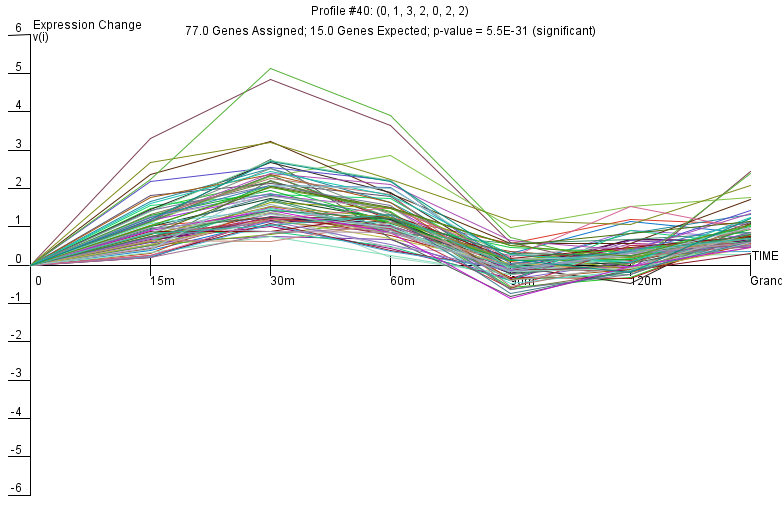 Profile #40: (0, 1, 3, 2, 0, 2, 2)
77.0 Genes Assigned; 15.0 Genes Expected; p-value = 5.5E-31 (significant)
Expression Change
v(i)
6
5
4
3
2
1
0
-1
-2
-3
-4
-5
-6
0
15m
30m
60m
90m
120m
Grand
TIME